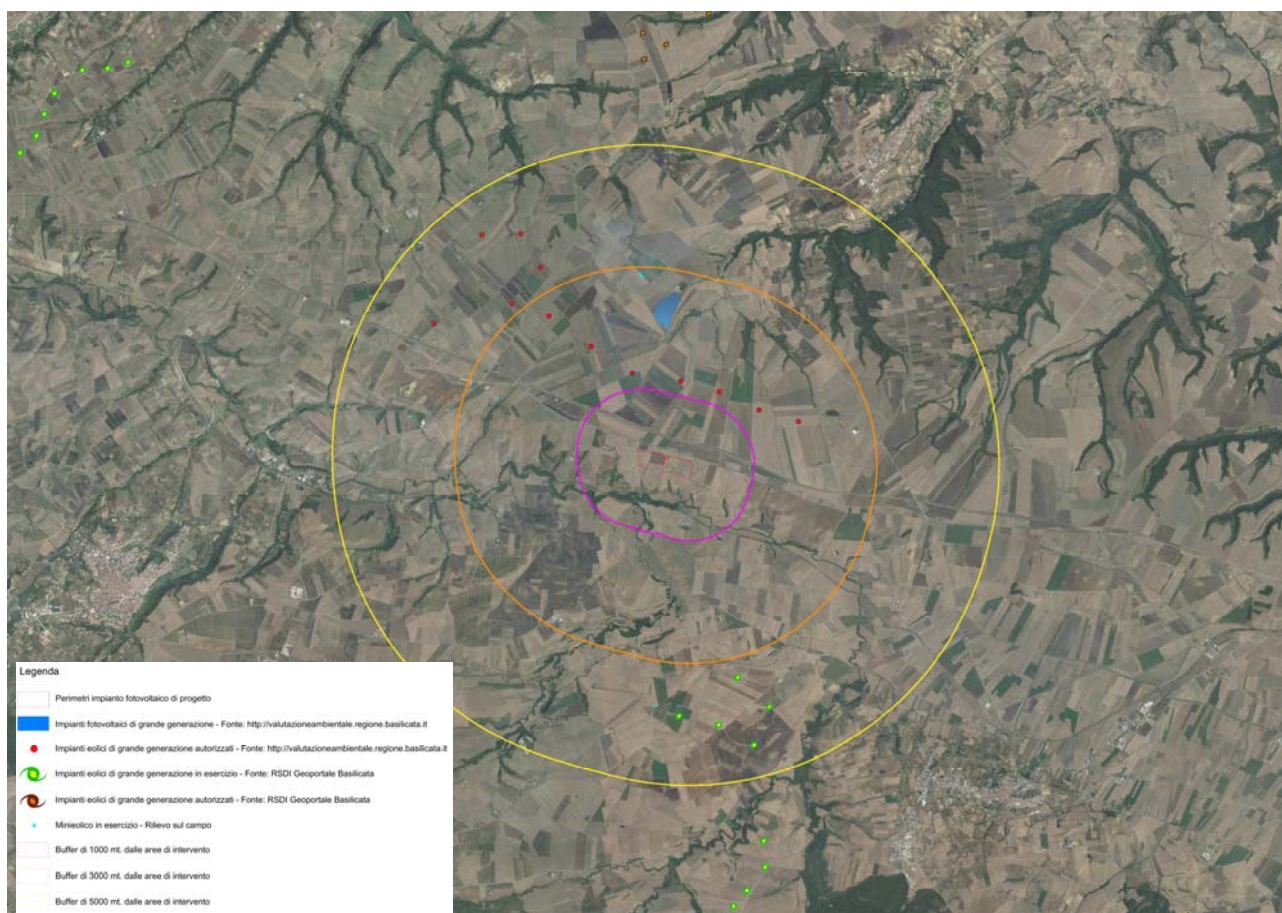 Legenda
Perimetri impianto fotovoltaico di progetto
Impianti fotovoltaici di grande generazione - Fonte: http://valutazioneambientale.regione.basilicata.it
Impianti eolici di grande generazione autorizzati - Fonte: http://valutazioneambientale.regione.basilicata.it
Impianti eolici di grande generazione in esercizio - Fonte: RSDI Geoportale Basilicata
Impianti eolici di grande generazione autorizzati - Fonte: RSDI Geoportale Basilicata
Minieolico in esercizio - Rilievo sul campo
Buffer di 1000 mt. dalle aree di intervento
Buffer di 3000 mt. dalle aree di intervento
Buffer di 5000 mt. dalle aree di intervento